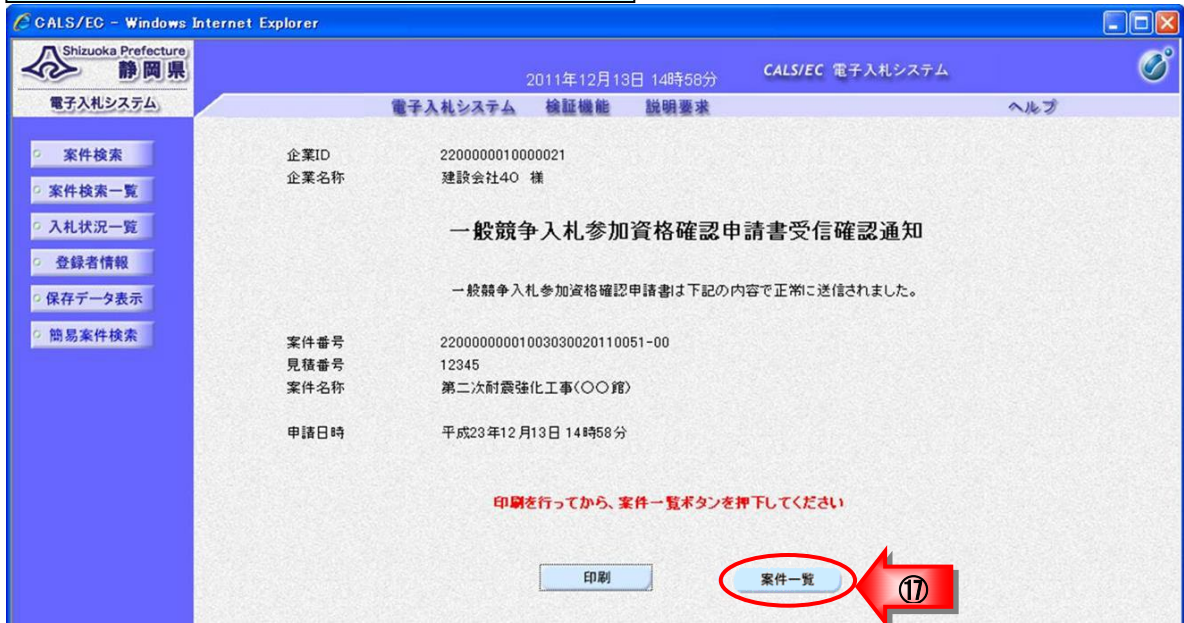 CALS/EC - Windows Internet Explorer
Shizuoka Prefecture
静岡県
2011年12月13日 14時58分
CALS/EC 電子入札システム
電子入札システム
電子入札システム 検証機能 説明要求 ヘルプ
案件検索
案件検索一覧
入札状況一覧
登録者情報
保存データ表示
簡易案件検索
企業ID 2200000010000021
企業名称 建設会社40 様
一般競争入札参加資格確認申請書受信確認通知
一般競争入札参加資格確認申請書は下記の内容で正常に送信されました。
案件番号 22000000001003030020110051-00
見積番号 12345
案件名称 第二次耐震強化工事(〇〇館)
申請日時 平成23年12月13日 14時58分
印刷を行ってから、案件一覧ボタンを押下してください
印刷 案件一覧 ⑰